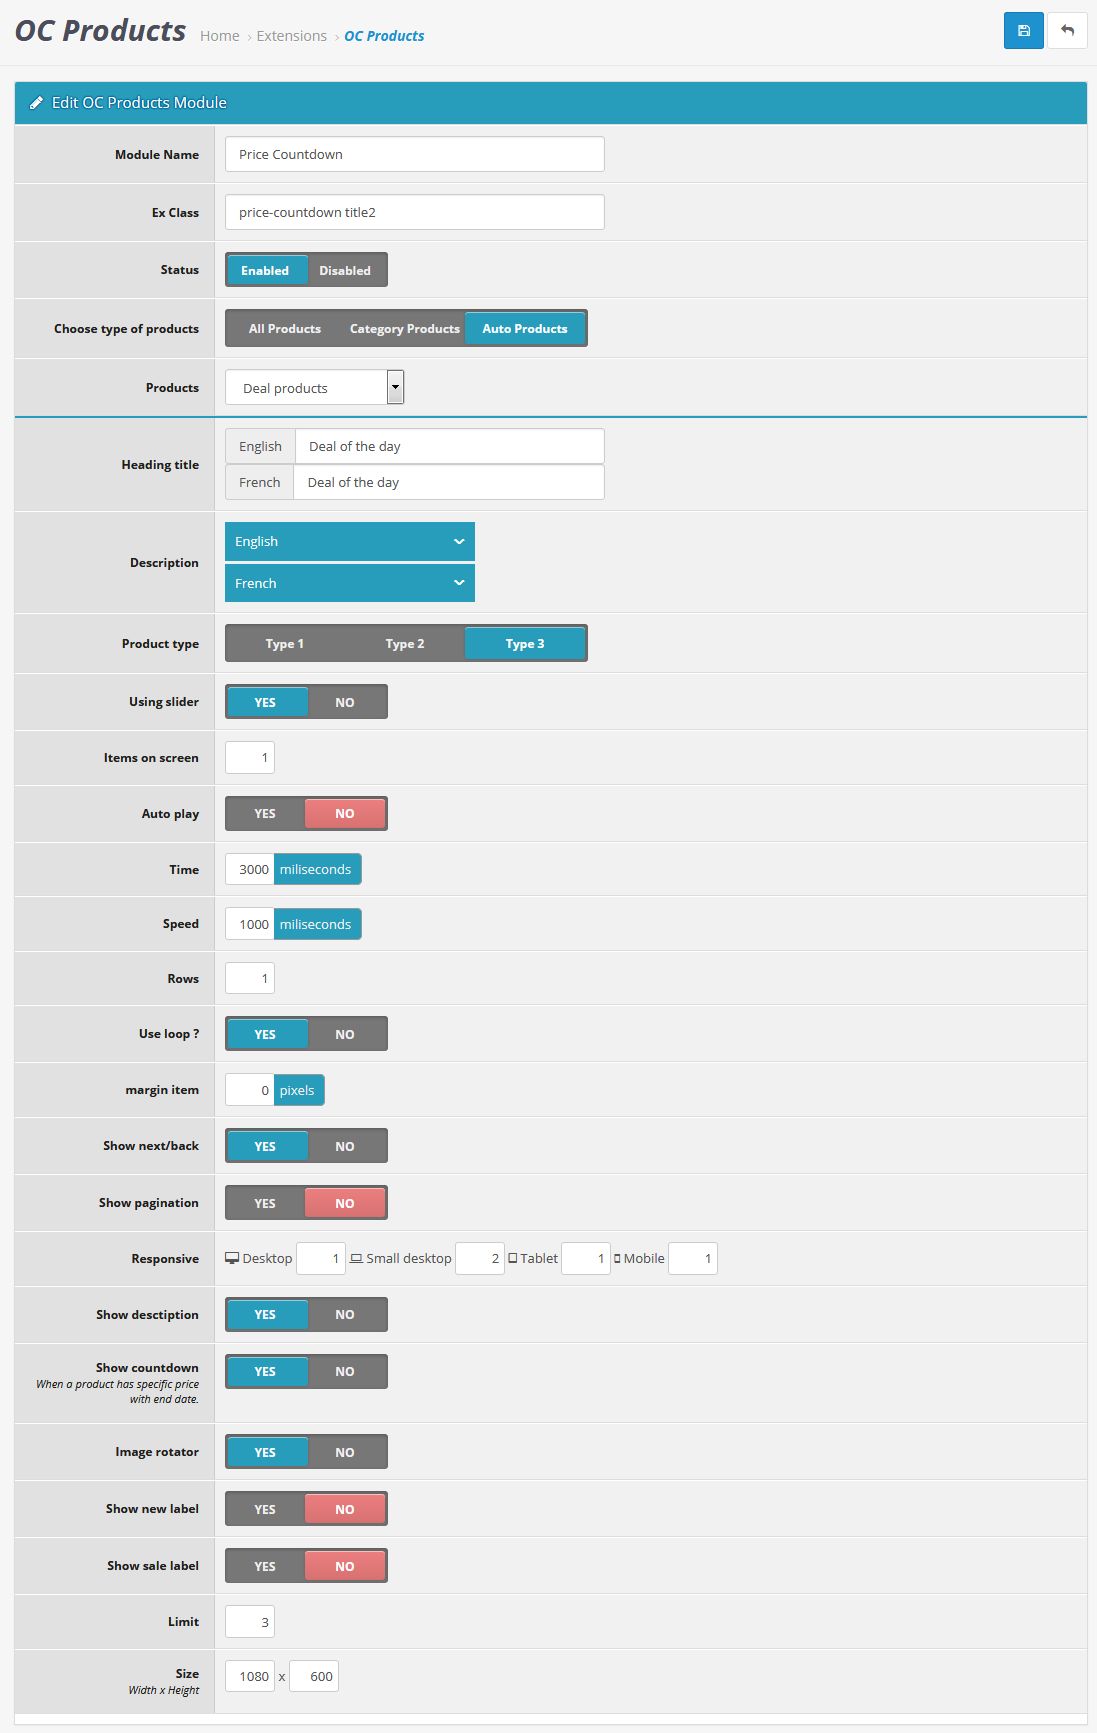 OC Products Home › Extensions › OC Products
Edit OC Products Module
Module Name Price Countdown
Ex Class price-countdown title2
Status Enabled Disabled
Choose type of products All Products Category Products Auto Products
Products Deal products
Heading title
English Deal of the day
French Deal of the day
Description
English
French
Product type Type 1 Type 2 Type 3
Using slider YES NO
Items on screen 1
Auto play YES NO
Time 3000 miliseconds
Speed 1000 miliseconds
Rows 1
Use loop ? YES NO
margin item 0 pixels
Show next/back YES NO
Show pagination YES NO
Responsive Desktop 1 Small desktop 2 Tablet 1 Mobile 1
Show desctiption YES NO
Show countdown YES NO
When a product has specific price
with end date.
Image rotator YES NO
Show new label YES NO
Show sale label YES NO
Limit 3
Size 1080 x 600
Width x Height